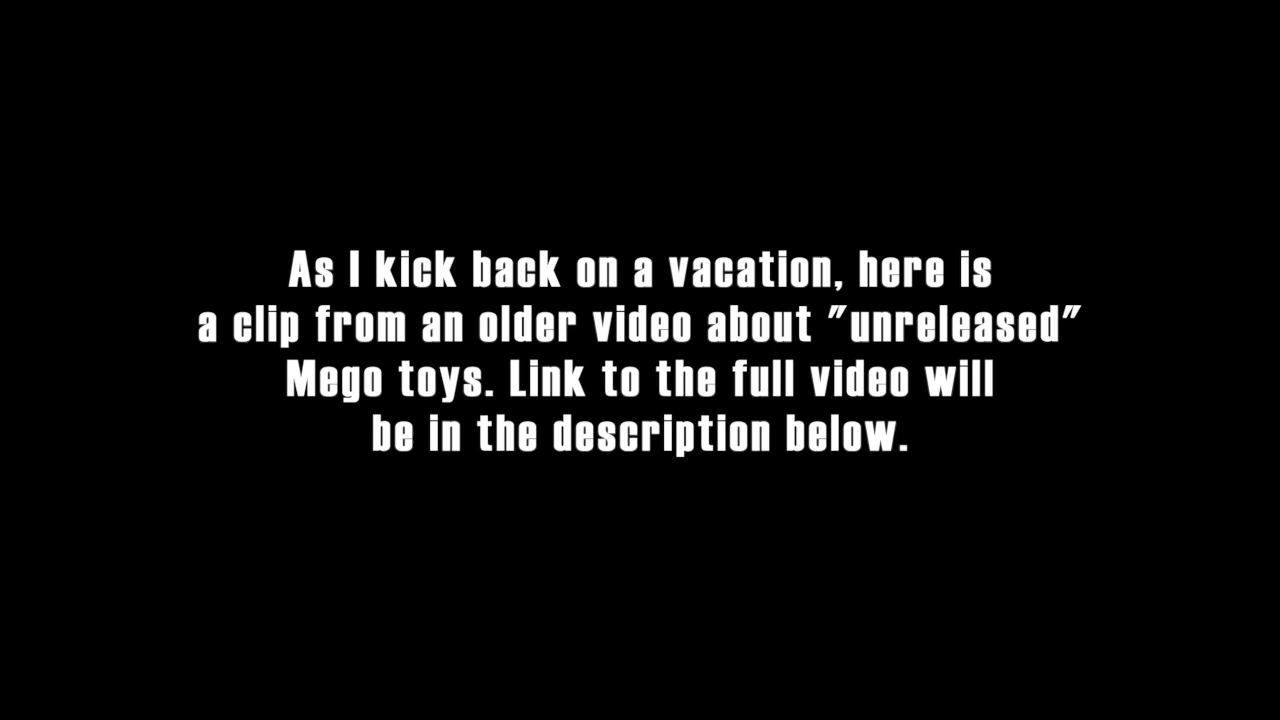 As I kick back on a vacation, here is
a clip from an older video about "unreleased"
Mego toys. Link to the full video will
be in the description below.